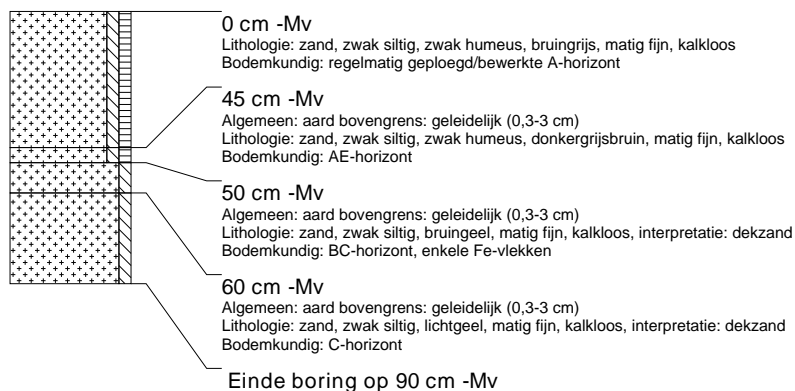 0 cm -Mv
Lithologie: zand, zwak siltig, zwak humeus, bruingrijs, matig fijn, kalkloos
Bodemkundig: regelmatig geploegd/bewerkte A-horizont
45 cm -Mv
Algemeen: aard bovengrens: geleidelijk (0,3-3 cm)
Lithologie: zand, zwak siltig, zwak humeus, donkergrijsbruin, matig fijn, kalkloos
Bodemkundig: AE-horizont
50 cm -Mv
Algemeen: aard bovengrens: geleidelijk (0,3-3 cm)
Lithologie: zand, zwak siltig, bruingeel, matig fijn, kalkloos, interpretatie: dekzand
Bodemkundig: BC-horizont, enkele Fe-vlekken
60 cm -Mv
Algemeen: aard bovengrens: geleidelijk (0,3-3 cm)
Lithologie: zand, zwak siltig, lichtgeel, matig fijn, kalkloos, interpretatie: dekzand
Bodemkundig: C-horizont
Einde boring op 90 cm -Mv